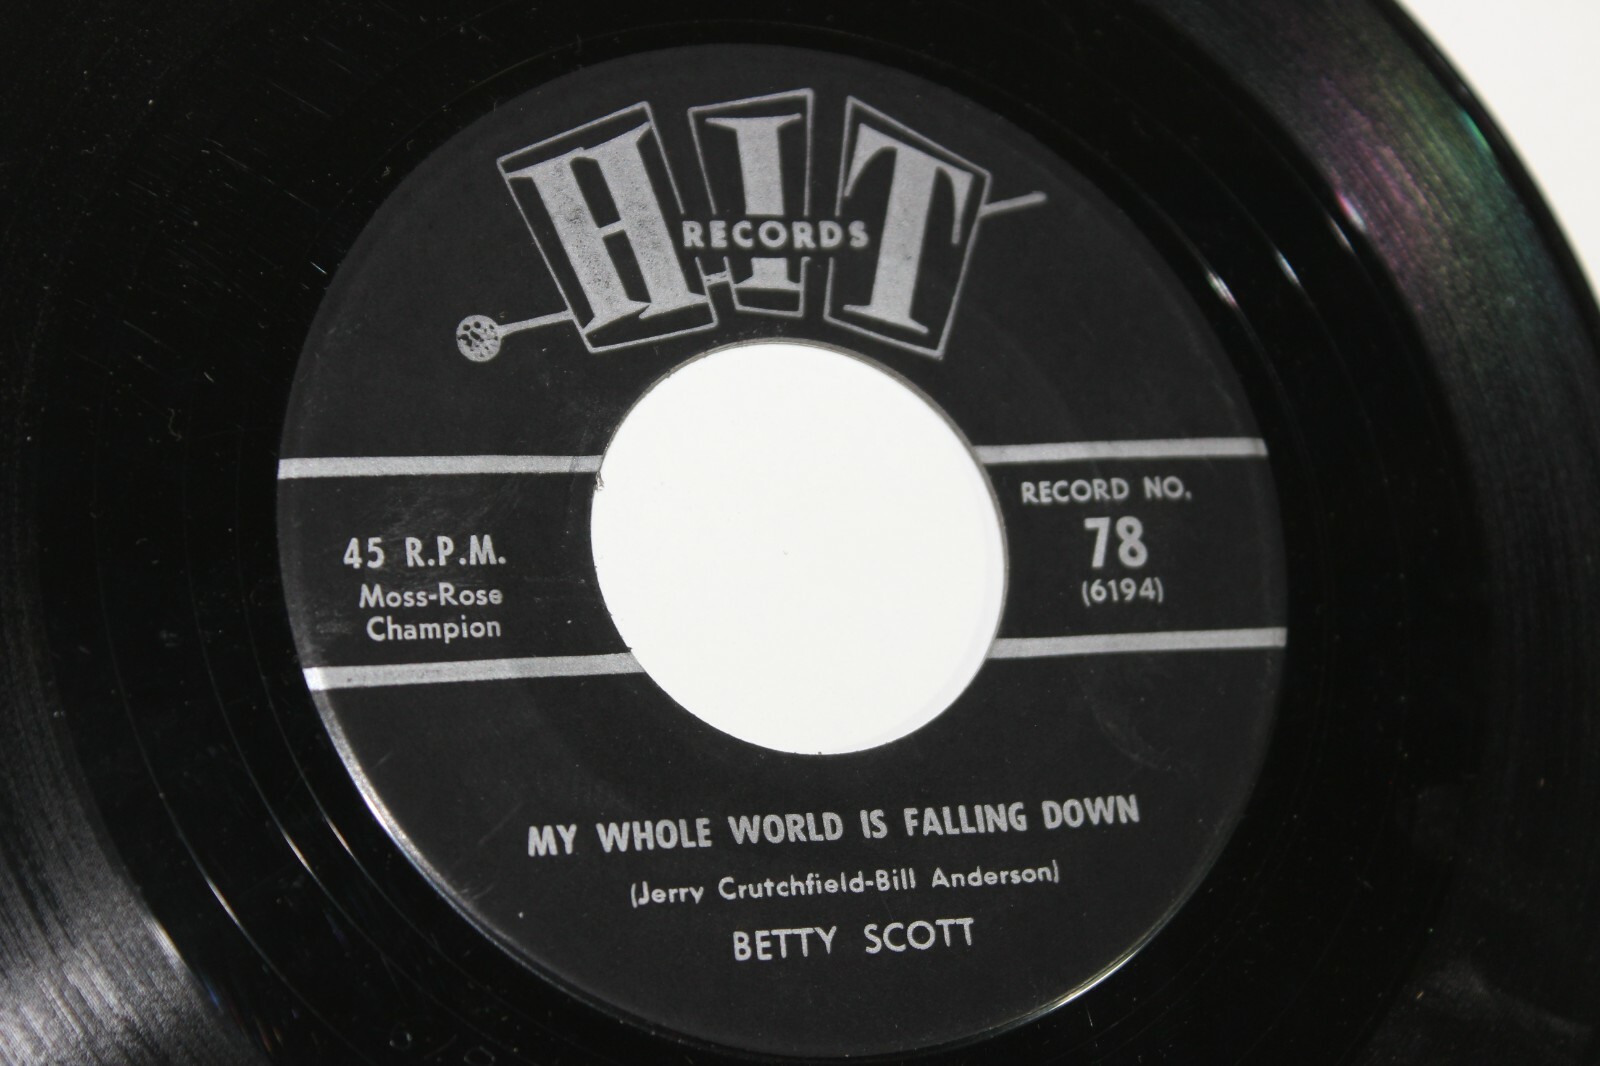 HIT
RECORDS
45 R.P.M.
Moss-Rose
Champion
RECORD NO.
78
(6194)
MY WHOLE WORLD IS FALLING DOWN
(Jerry Crutchfield-Bill Anderson)
BETTY SCOTT